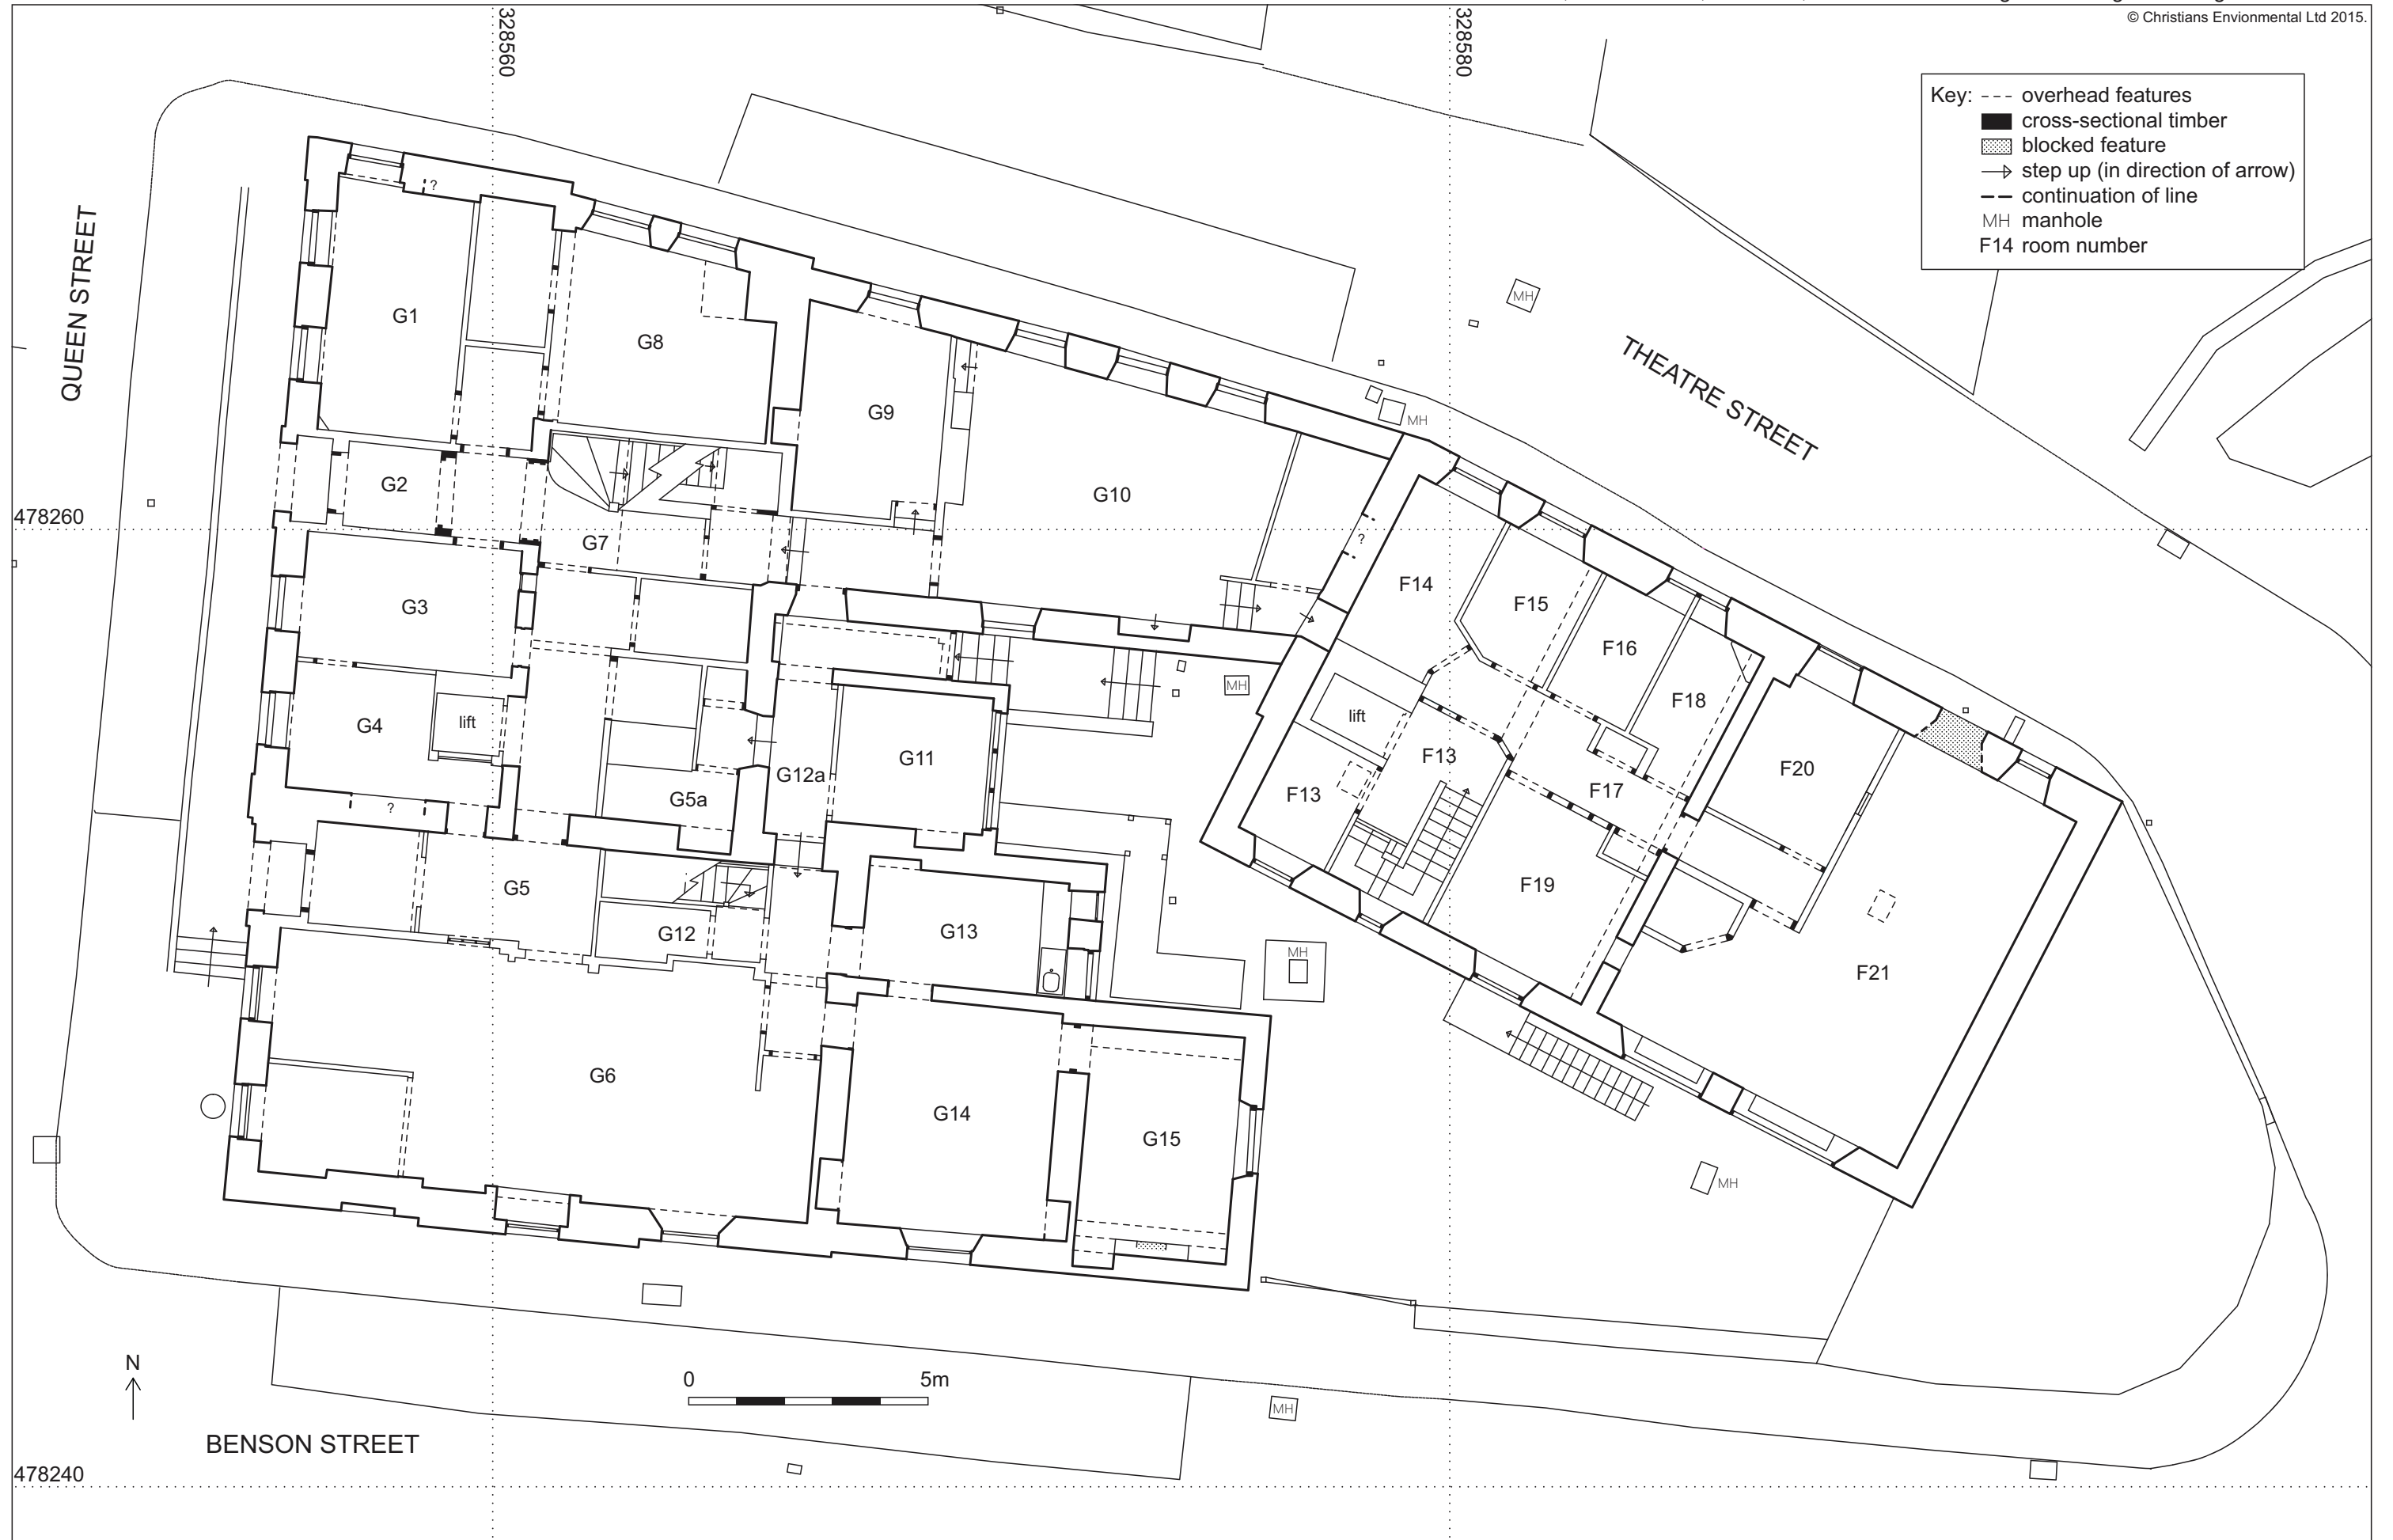 © Christians Envionmental Ltd 2015.
328560
328580
Key:
overhead features
cross-sectional timber
blocked feature
step up (in direction of arrow)
continuation of line
MH manhole
F14 room number
QUEEN STREET
THEATRE STREET
?
G1
G8
MH
G9
MH
G2
G10
478260
G7
?
F14
F15
G3
F16
MH
F18
G4
lift
lift
G12a
G11
F13
F20
G5a
F13
F17
?
G5
F19
G12
G13
MH
F21
G6
G14
G15
MH
N
0 5m
MH
BENSON STREET
478240